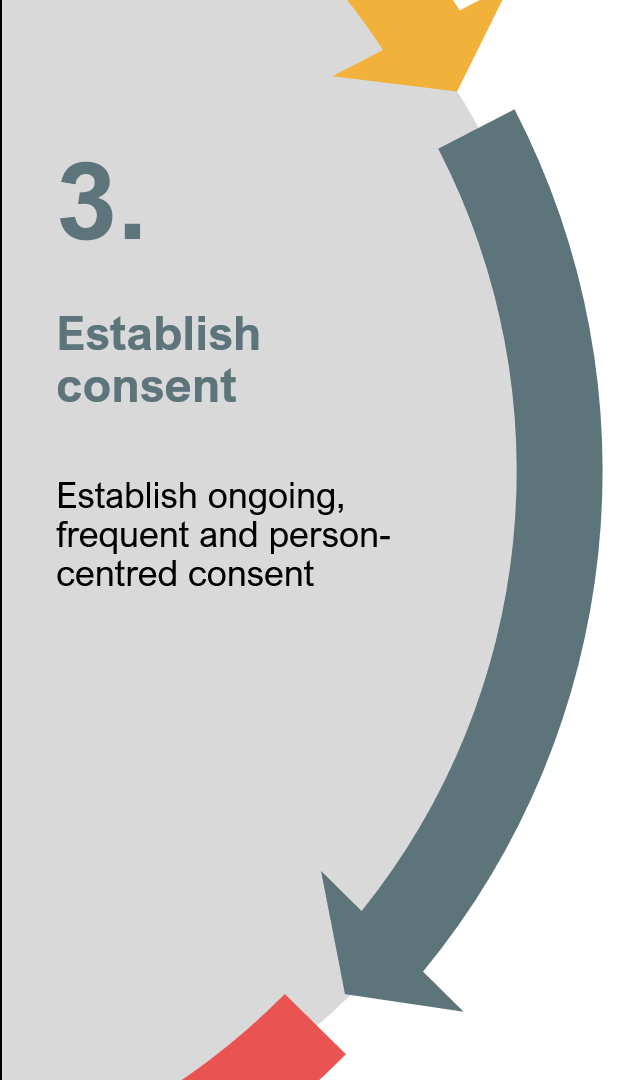 3.
Establish
consent
Establish ongoing,
frequent and person-
centred consent